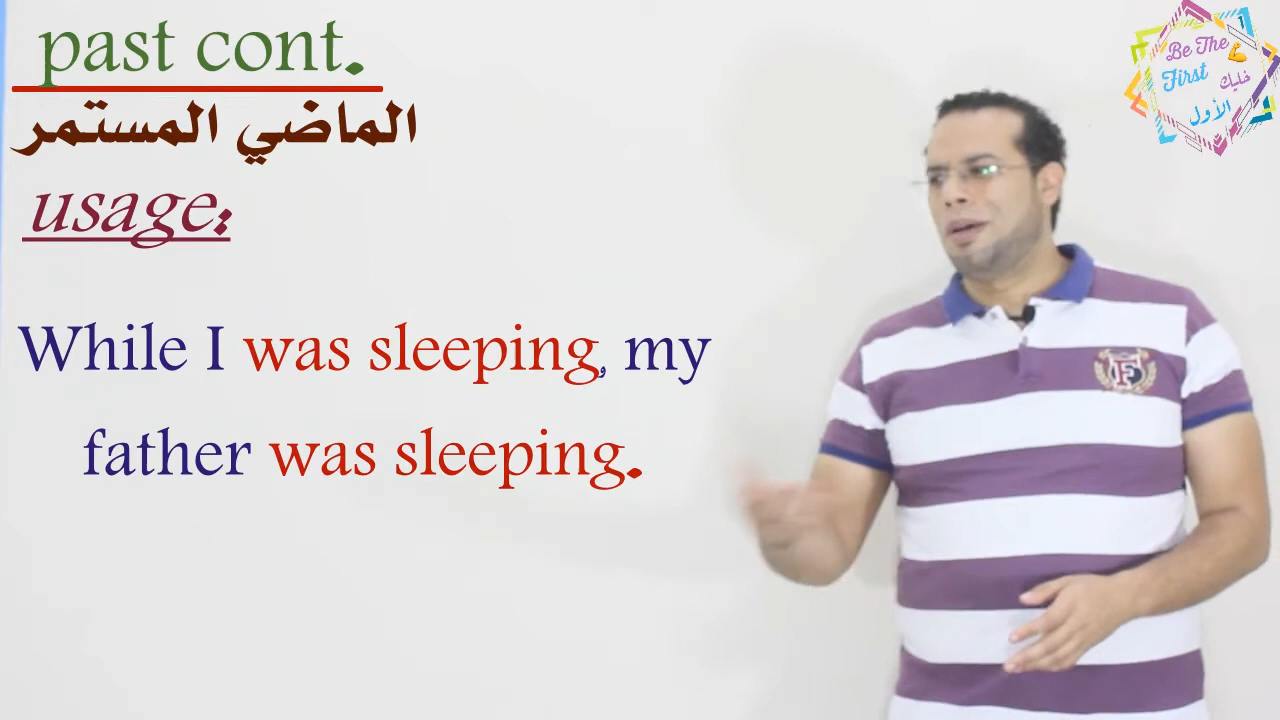 past cont.
الماضي المستمر
usage:
While I was sleeping, my
father was sleeping.
Be The
First
خليك
الأول
F